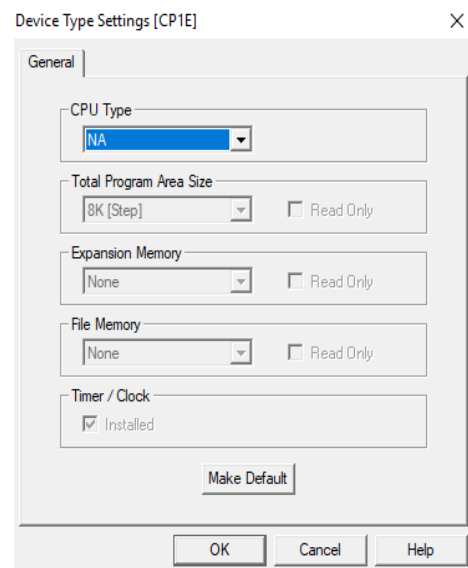 Device Type Settings [CP1E]
General
CPU Type
NA
Total Program Area Size
8K [Step]
Read Only
Expansion Memory
None
Read Only
File Memory
None
Read Only
Timer / Clock
Installed
Make Default
OK
Cancel
Help